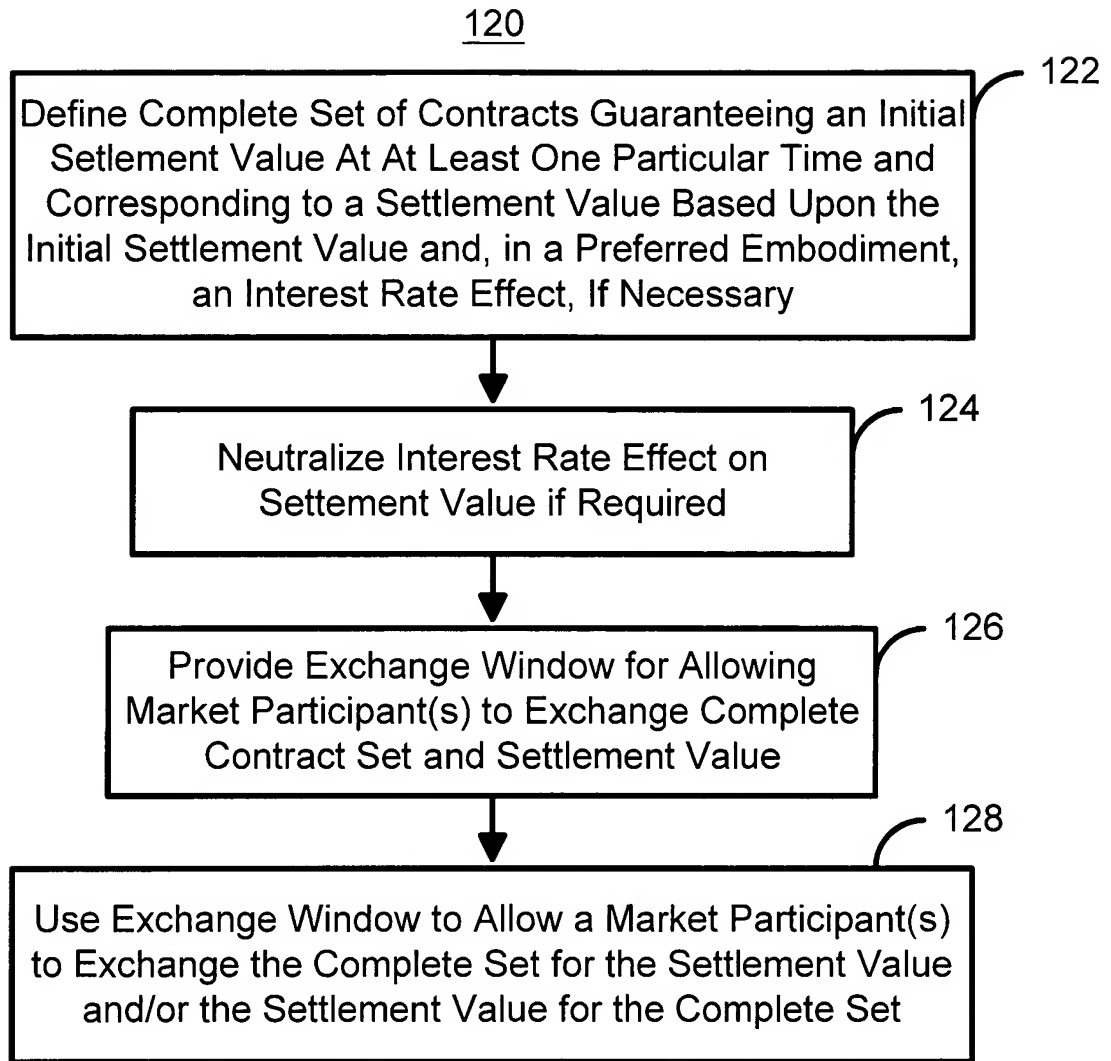 120
122
Define Complete Set of Contracts Guaranteeing an Initial
Setlement Value At At Least One Particular Time and
Corresponding to a Settlement Value Based Upon the
Initial Settlement Value and, in a Preferred Embodiment,
an Interest Rate Effect, If Necessary
124
Neutralize Interest Rate Effect on
Settement Value if Required
126
Provide Exchange Window for Allowing
Market Participant(s) to Exchange Complete
Contract Set and Settlement Value
128
Use Exchange Window to Allow a Market Participant(s)
to Exchange the Complete Set for the Settlement Value
and/or the Settlement Value for the Complete Set